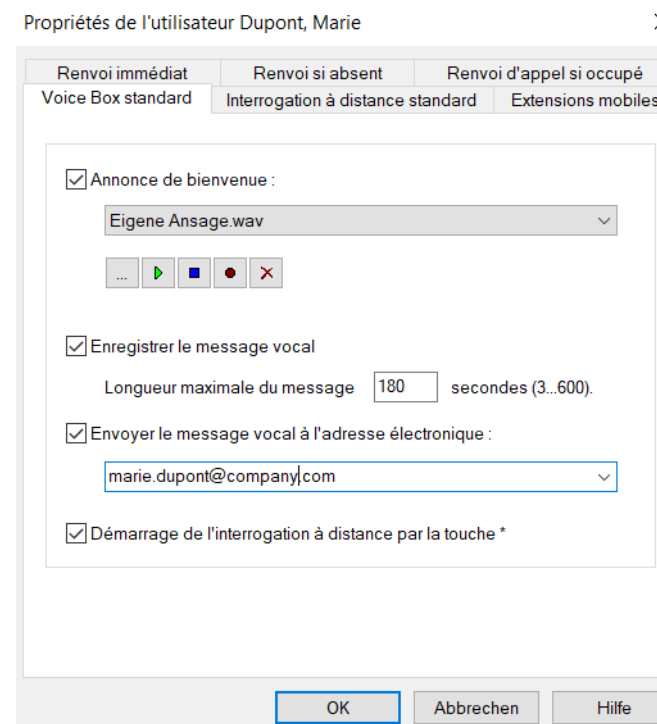 Propriétés de l'utilisateur Dupont, Marie
Renvoi immédiat Renvoi si absent Renvoi d'appel si occupé
Voice Box standard Interrogation à distance standard Extensions mobiles
Annonce de bienvenue :
Eigene Ansage.wav
...
Enregistrer le message vocal
Longueur maximale du message 180 secondes (3...600).
Envoyer le message vocal à l'adresse électronique :
marie.dupont@company.com
Démarrage de l'interrogation à distance par la touche *
OK Abbrechen Hilfe